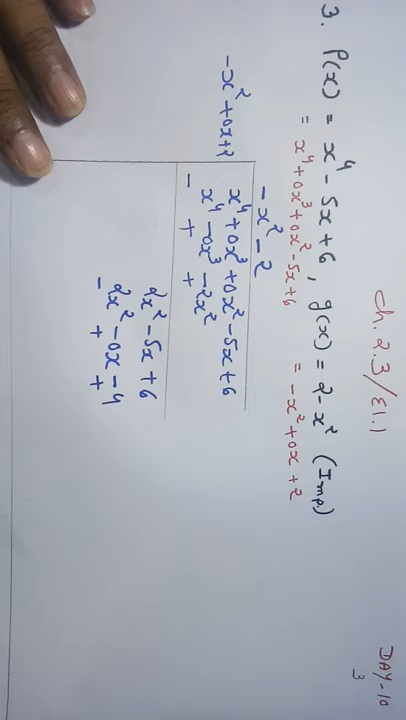 Ch. 2.3/E1.1
DAY-10
3
3. P(x) = x⁴ - 5x + 6, g(x) = 2 - x² (Imp.)
= x⁴ + 0x³ + 0x² - 5x + 6 = -x² + 0x + 2
-x² - 2
-x² + 0x + 2 x⁴ + 0x³ + 0x² - 5x + 6
x⁴ - 0x³ - 2x²
- + +
2x² - 5x + 6
2x² - 0x - 4
- + +